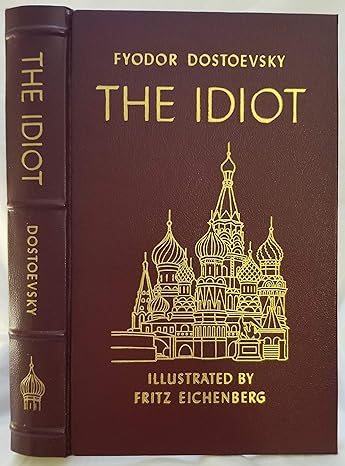 THE IDIOT
DOSTOEVSKY
FYODOR DOSTOEVSKY
THE IDIOT
ILLUSTRATED BY
FRITZ EICHENBERG